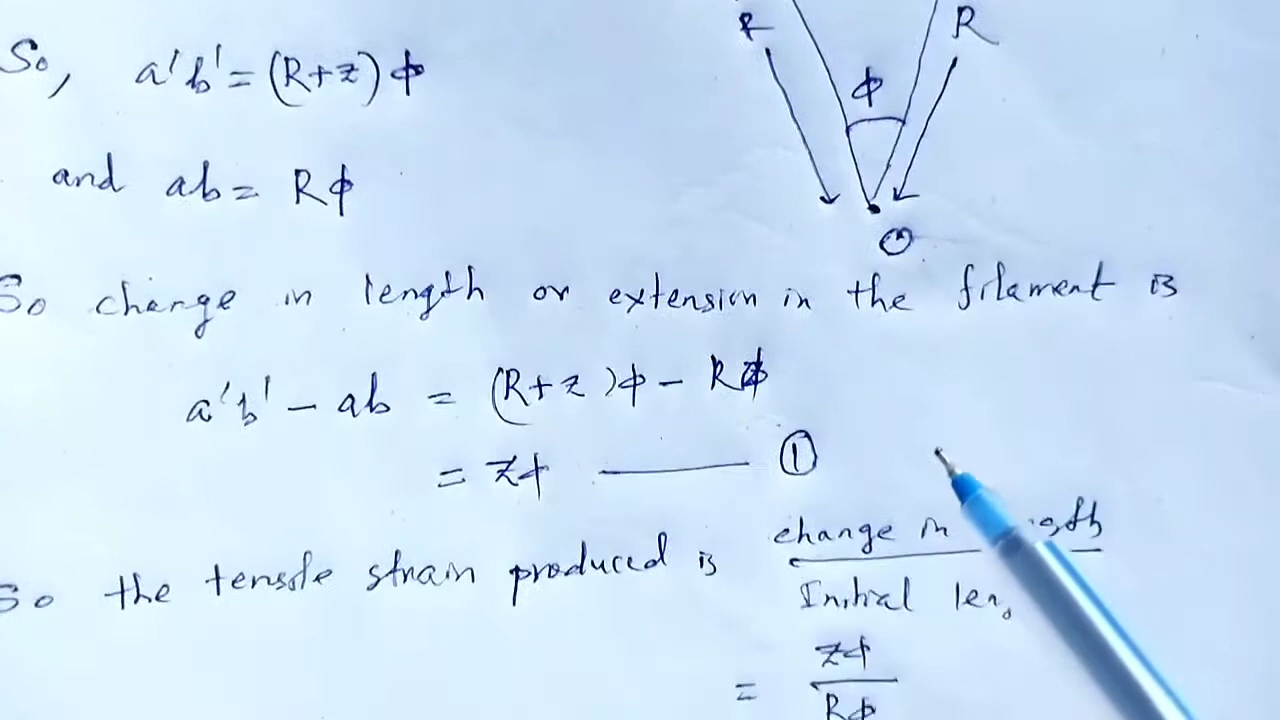 R R
So, a'b' = (R+z)ϕ
ϕ
and ab = Rϕ
O
So change in length or extension in the filament is
a'b' - ab = (R+z)ϕ - Rϕ
= zϕ ——— ①
So the tensile strain produced is change in
Initial
= zϕ
Rϕ